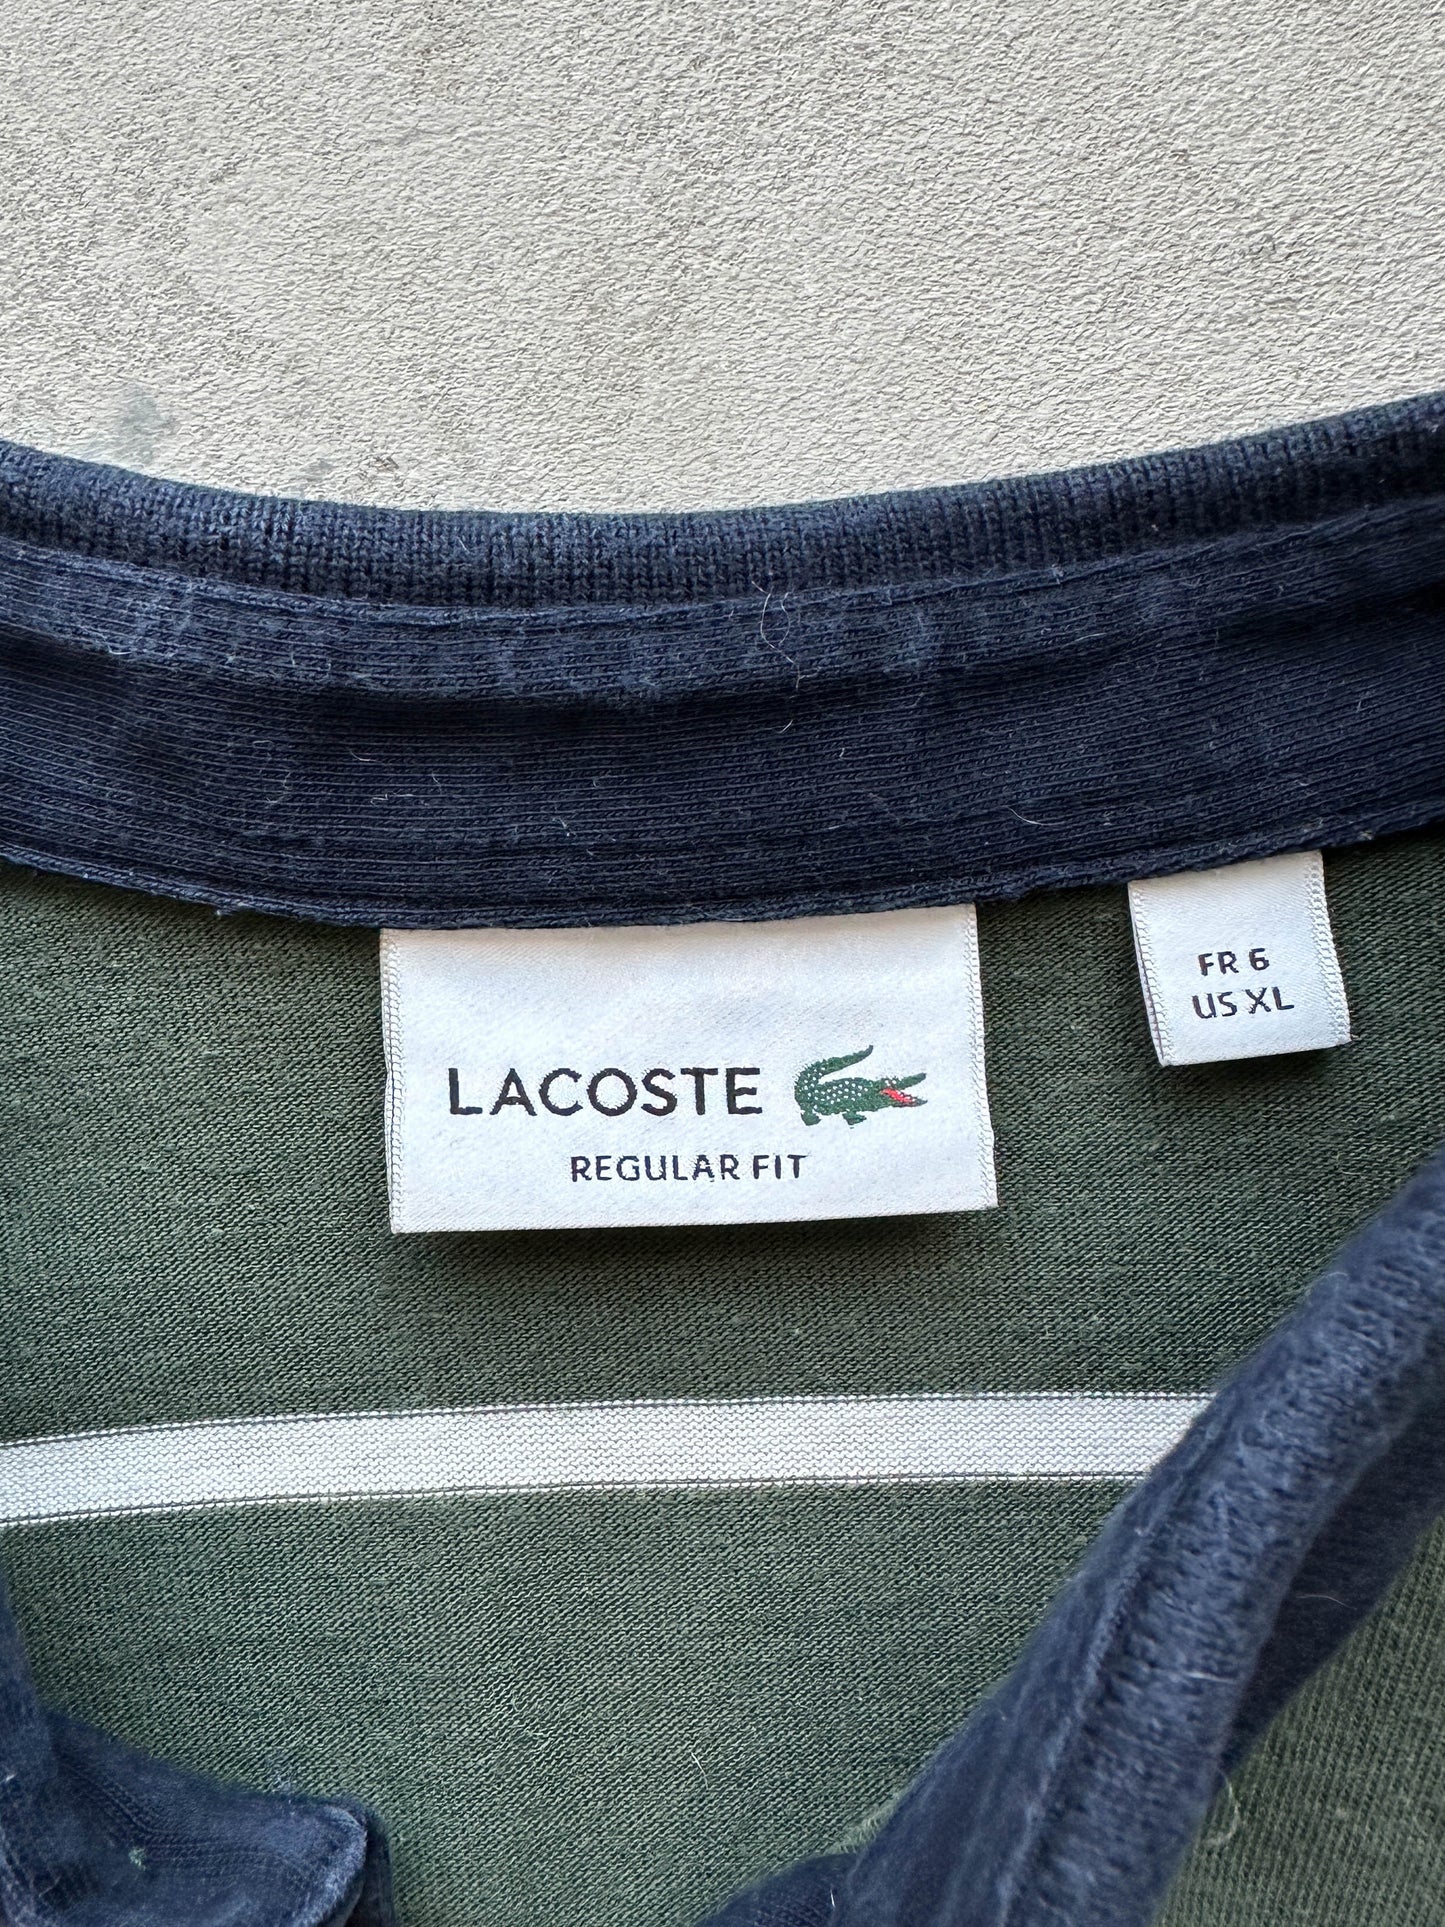 LACOSTE
REGULAR FIT
FR 6
US XL